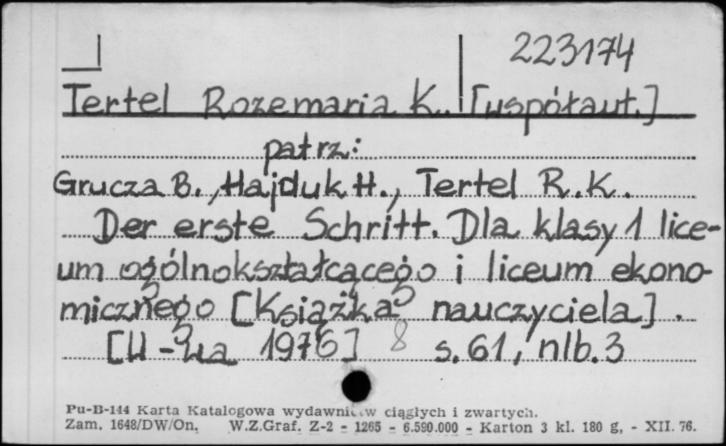 223174
Tertel Rozemaria K. [współaut.]
patrz:
Grucza B., Hajduk H., Tertel R.K.
Der erste Schritt. Dla klasy 1 lice-
um ogólnokształcącego i liceum ekono-
micznego [Książka nauczyciela].
[W-wa 1976] 8 s. 61, nlb. 3
Pu-B-144 Karta Katalogowa wydawnictw ciągłych i zwartych.
Zam. 1648/DW/On. W.Z.Graf. Z-2 - 1265 - 6.590.000 - Karton 3 kl. 180 g, - XII. 76.